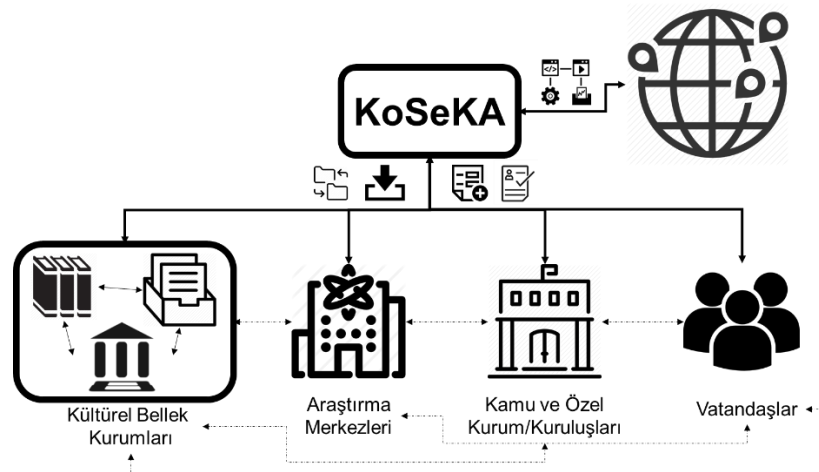 KoSeKA
</>
Kültürel Bellek
Kurumları
Araştırma
Merkezleri
Kamu ve Özel
Kurum/Kuruluşları
Vatandaşlar